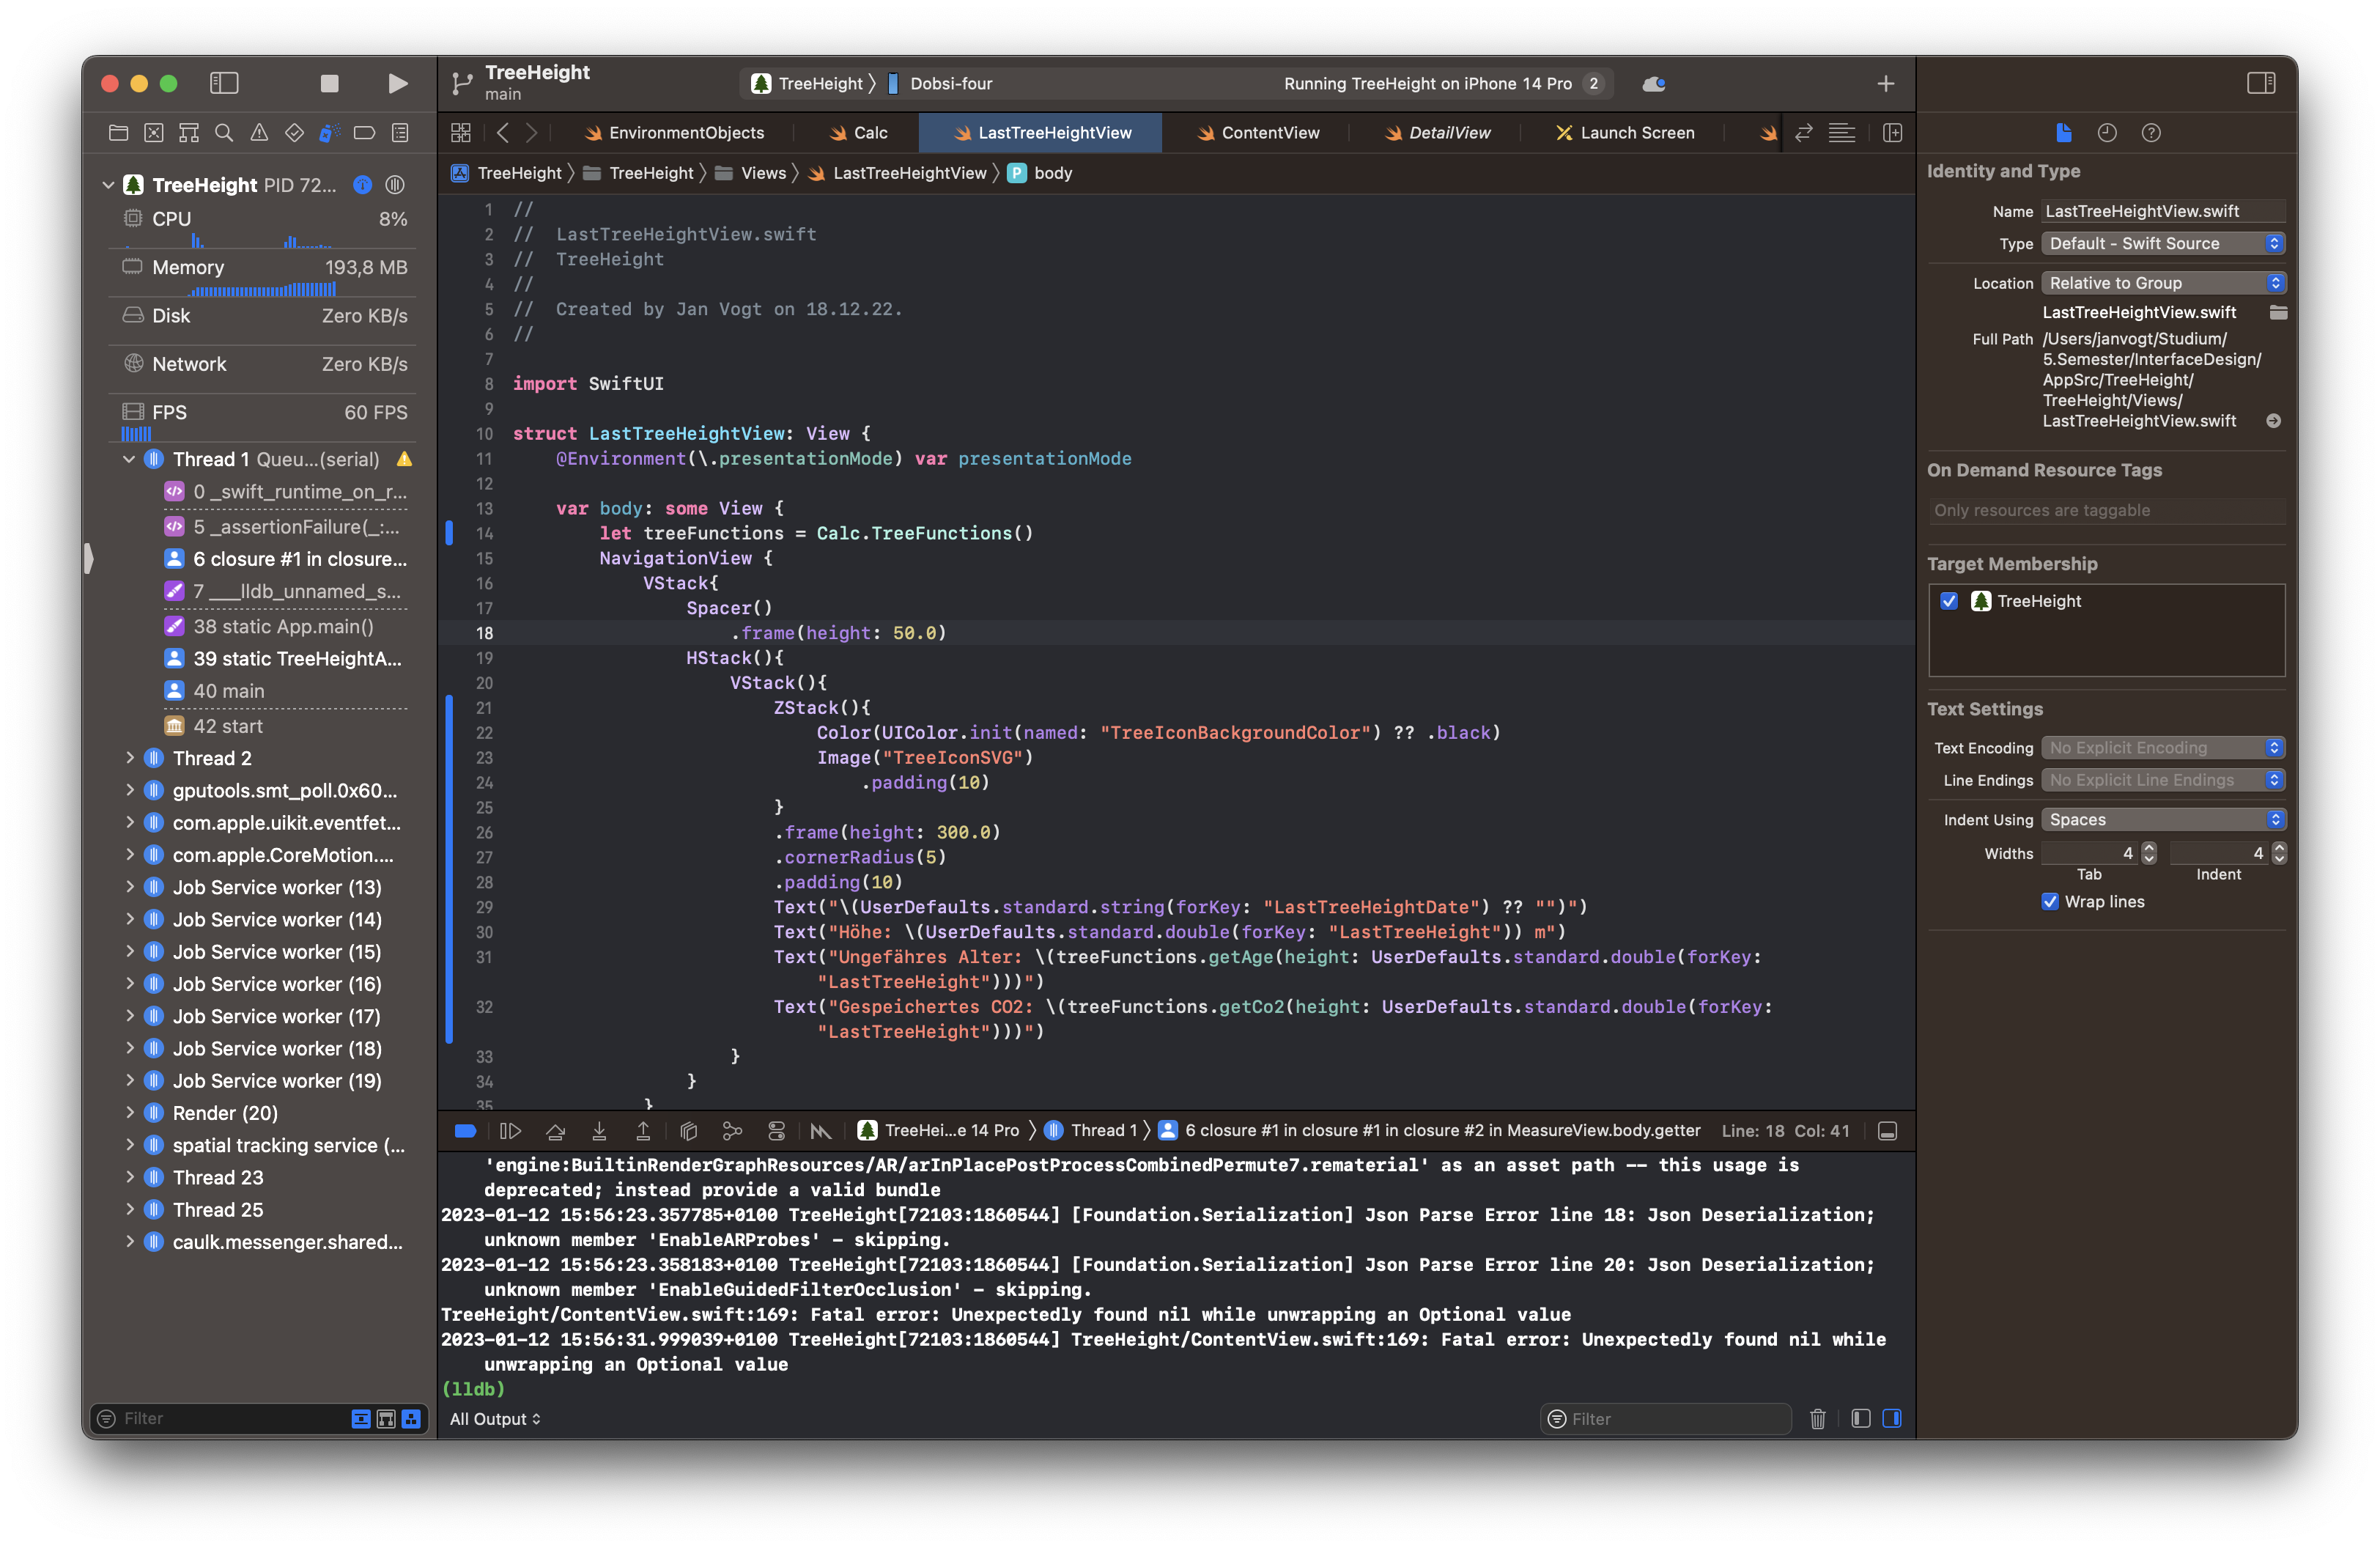 TreeHeight
main
TreeHeight 〉 Dobsi-four
Running TreeHeight on iPhone 14 Pro 2
EnvironmentObjects
Calc
LastTreeHeightView
ContentView
DetailView
Launch Screen
TreeHeight 〉 TreeHeight 〉 Views 〉 LastTreeHeightView 〉 P body
TreeHeight PID 72...
CPU 8%
Memory 193,8 MB
Disk Zero KB/s
Network Zero KB/s
FPS 60 FPS
Thread 1 Queu...(serial)
0 _swift_runtime_on_r...
5 _assertionFailure(_:...
6 closure #1 in closure...
7 ___lldb_unnamed_s...
38 static App.main()
39 static TreeHeightA...
40 main
42 start
Thread 2
gputools.smt_poll.0x60...
com.apple.uikit.eventfet...
com.apple.CoreMotion....
Job Service worker (13)
Job Service worker (14)
Job Service worker (15)
Job Service worker (16)
Job Service worker (17)
Job Service worker (18)
Job Service worker (19)
Render (20)
spatial tracking service (...
Thread 23
Thread 25
caulk.messenger.shared...
Filter
1 //
2 //  LastTreeHeightView.swift
3 //  TreeHeight
4 //
5 //  Created by Jan Vogt on 18.12.22.
6 //
7
8 import SwiftUI
9
10 struct LastTreeHeightView: View {
11     @Environment(\.presentationMode) var presentationMode
12
13     var body: some View {
14         let treeFunctions = Calc.TreeFunctions()
15         NavigationView {
16             VStack{
17                 Spacer()
18                     .frame(height: 50.0)
19                 HStack(){
20                     VStack(){
21                         ZStack(){
22                             Color(UIColor.init(named: "TreeIconBackgroundColor") ?? .black)
23                             Image("TreeIconSVG")
24                                 .padding(10)
25                         }
26                         .frame(height: 300.0)
27                         .cornerRadius(5)
28                         .padding(10)
29                         Text("\(UserDefaults.standard.string(forKey: "LastTreeHeightDate") ?? "")")
30                         Text("Höhe: \(UserDefaults.standard.double(forKey: "LastTreeHeight")) m")
31                         Text("Ungefähres Alter: \(treeFunctions.getAge(height: UserDefaults.standard.double(forKey:
"LastTreeHeight")))")
32                         Text("Gespeichertes CO2: \(treeFunctions.getCo2(height: UserDefaults.standard.double(forKey:
"LastTreeHeight")))")
33                     }
34                 }
35             }
TreeHei...e 14 Pro 〉 Thread 1 〉 6 closure #1 in closure #1 in closure #2 in MeasureView.body.getter
Line: 18 Col: 41
'engine:BuiltinRenderGraphResources/AR/arInPlacePostProcessCombinedPermute7.rematerial' as an asset path -- this usage is
deprecated; instead provide a valid bundle
2023-01-12 15:56:23.357785+0100 TreeHeight[72103:1860544] [Foundation.Serialization] Json Parse Error line 18: Json Deserialization;
unknown member 'EnableARProbes' - skipping.
2023-01-12 15:56:23.358183+0100 TreeHeight[72103:1860544] [Foundation.Serialization] Json Parse Error line 20: Json Deserialization;
unknown member 'EnableGuidedFilterOcclusion' - skipping.
TreeHeight/ContentView.swift:169: Fatal error: Unexpectedly found nil while unwrapping an Optional value
2023-01-12 15:56:31.999039+0100 TreeHeight[72103:1860544] TreeHeight/ContentView.swift:169: Fatal error: Unexpectedly found nil while
unwrapping an Optional value
(lldb)
All Output
Filter
Identity and Type
Name LastTreeHeightView.swift
Type Default - Swift Source
Location Relative to Group
LastTreeHeightView.swift
Full Path /Users/janvogt/Studium/
5.Semester/InterfaceDesign/
AppSrc/TreeHeight/
TreeHeight/Views/
LastTreeHeightView.swift
On Demand Resource Tags
Only resources are taggable
Target Membership
TreeHeight
Text Settings
Text Encoding No Explicit Encoding
Line Endings No Explicit Line Endings
Indent Using Spaces
Widths 4 4
Tab Indent
Wrap lines